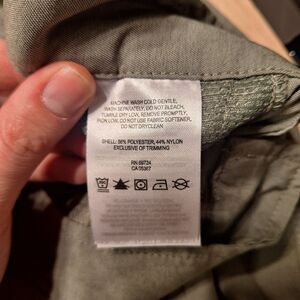 MACHINE WASH COLD GENTLE,
WASH SEPARATELY, DO NOT BLEACH,
TUMBLE DRY LOW, REMOVE PROMPTLY,
IRON LOW, DO NOT USE FABRIC SOFTENER,
DO NOT DRYCLEAN
SHELL: 56% POLYESTER, 44% NYLON
EXCLUSIVE OF TRIMMING
RN 69724
CA 05367